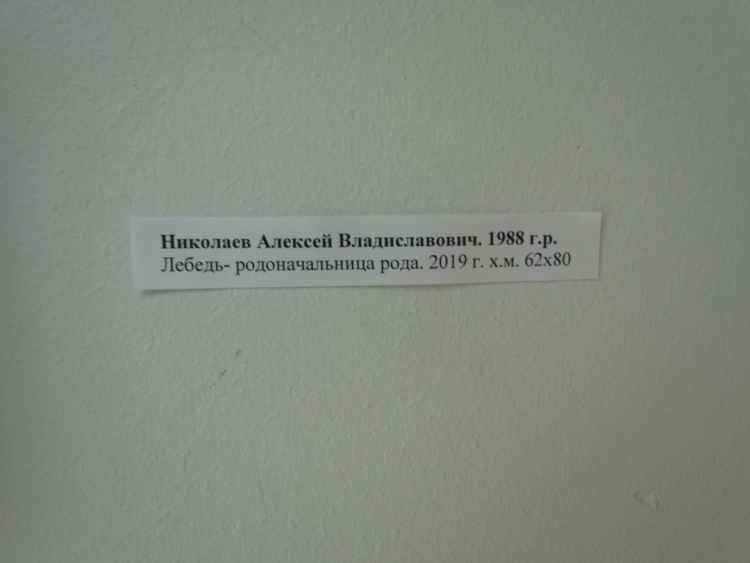 Николаев Алексей Владиславович. 1988 г.р.
Лебедь- родоначальница рода. 2019 г. х.м. 62х80